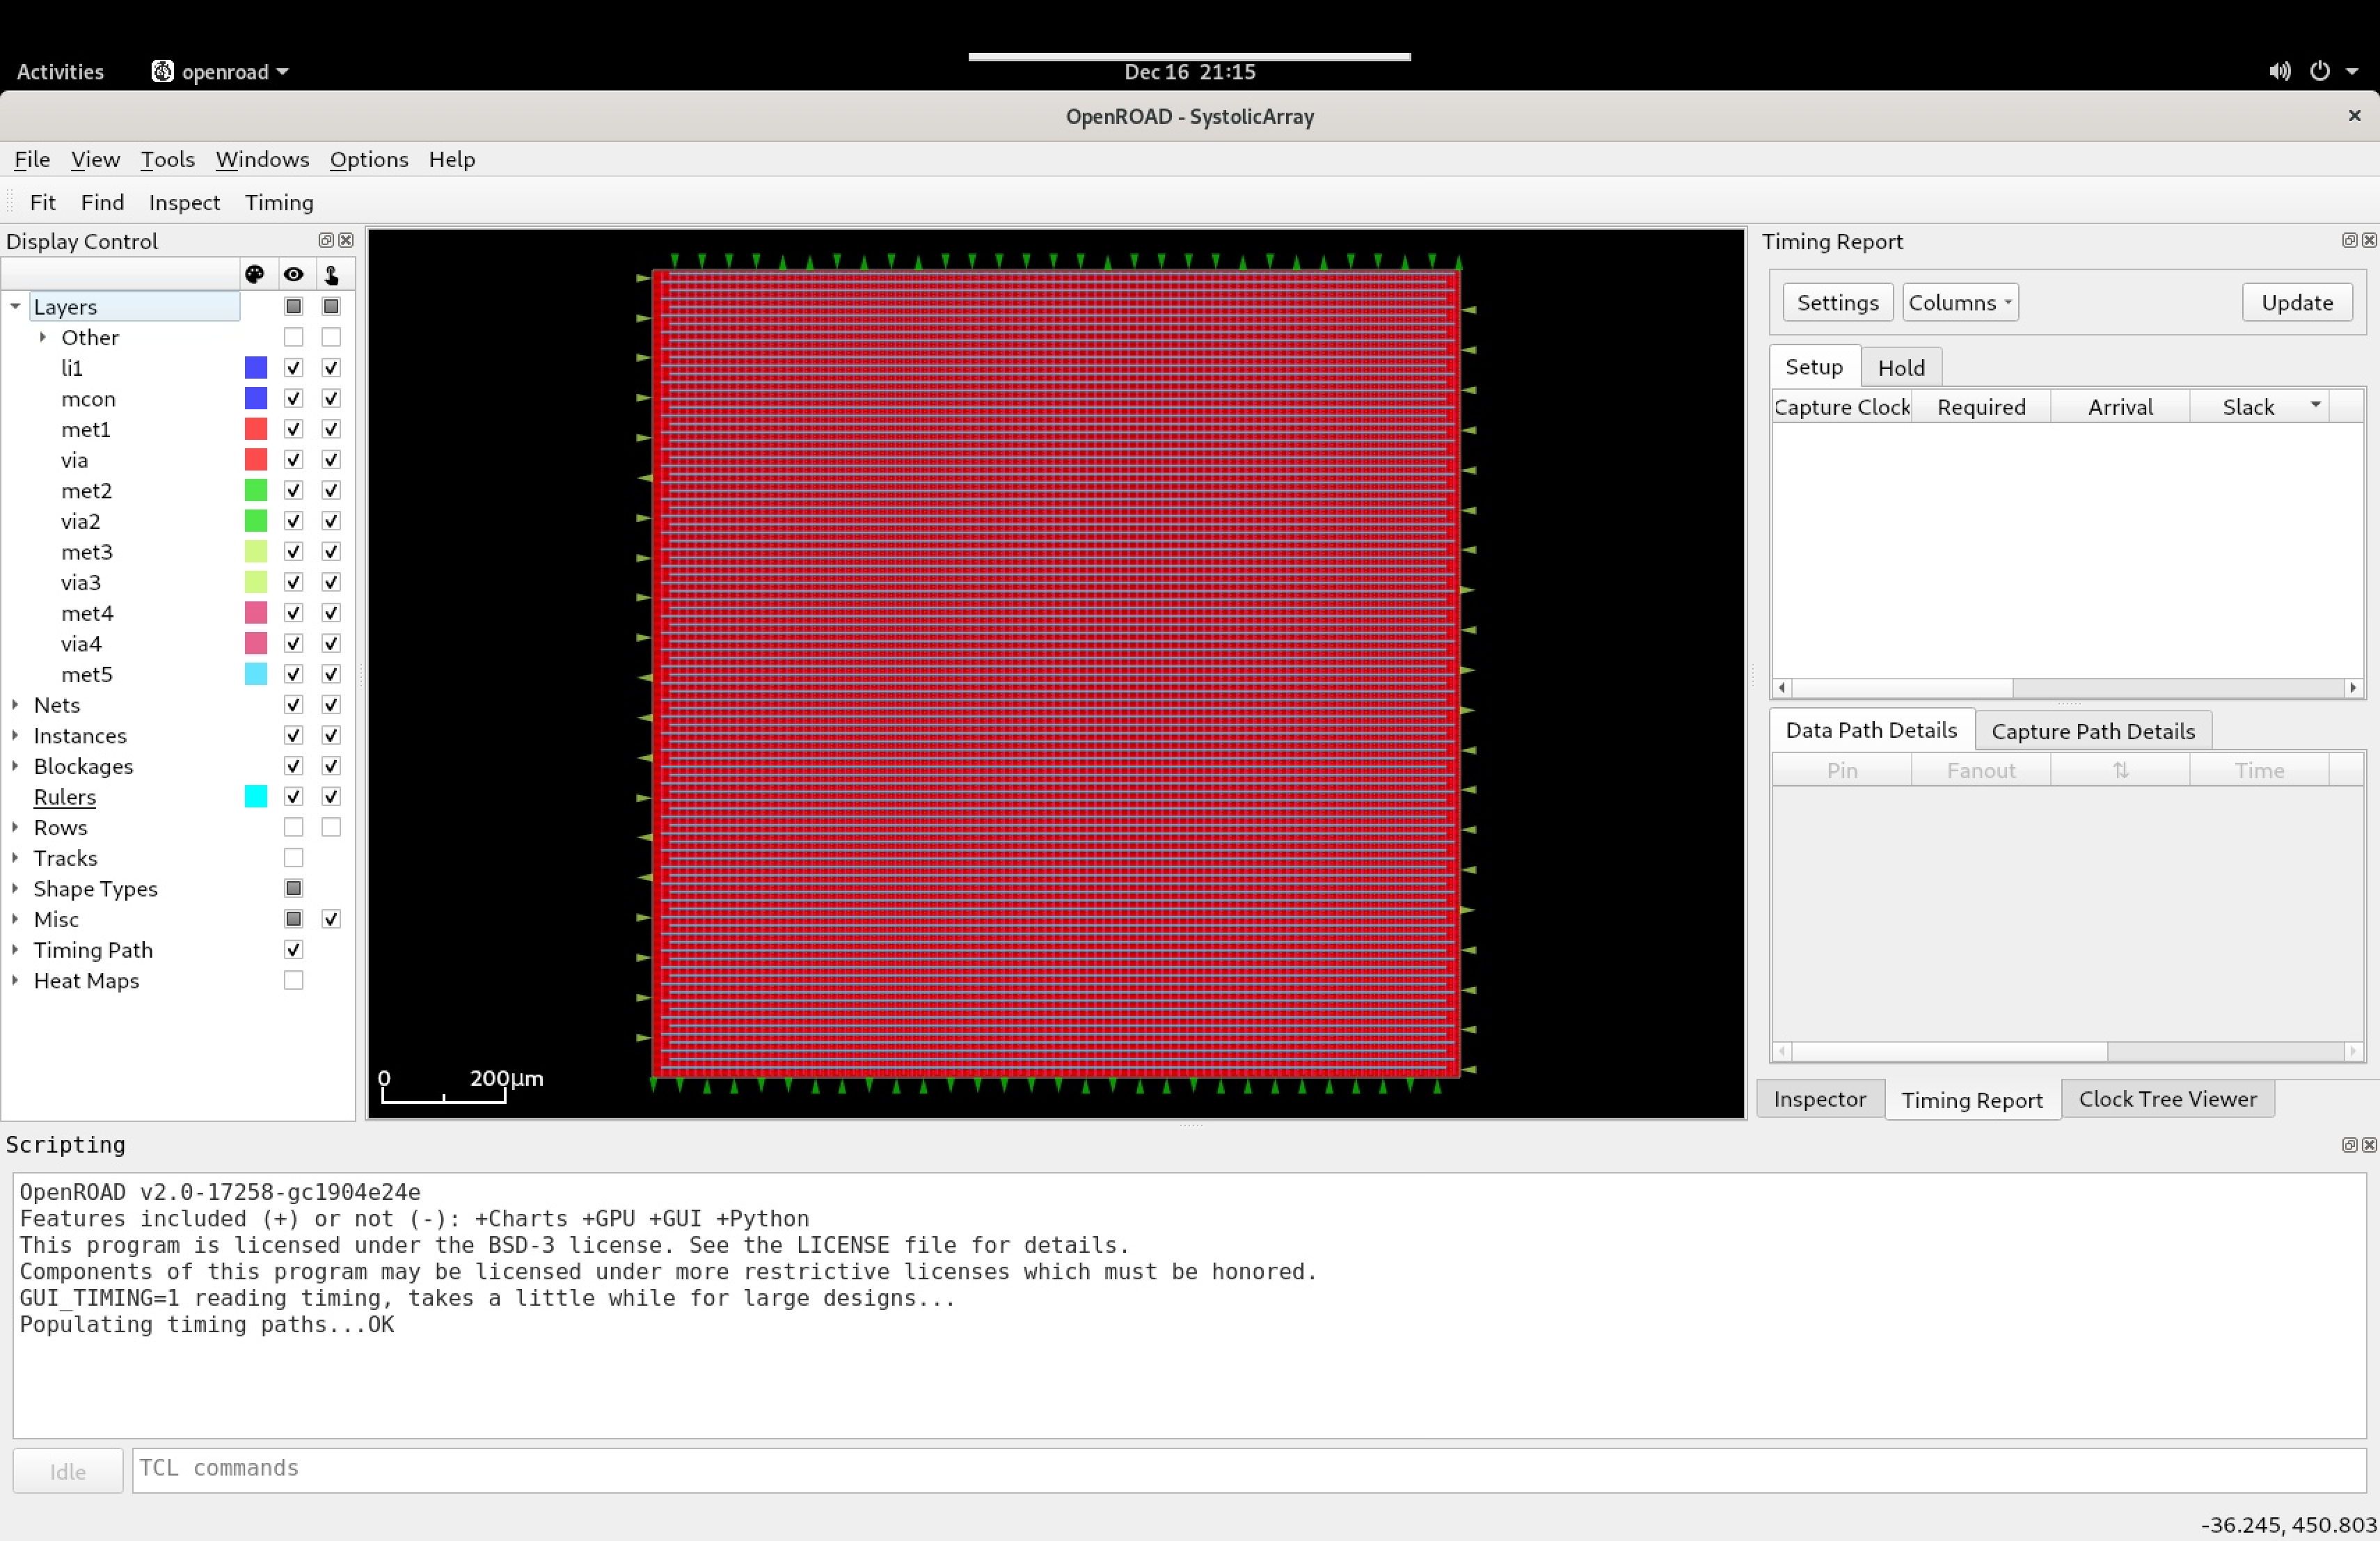 Activities openroad Dec 16 21:15
OpenROAD - SystolicArray
File View Tools Windows Options Help
Fit Find Inspect Timing
Display Control
Layers
Other
li1
mcon
met1
via
met2
via2
met3
via3
met4
via4
met5
Nets
Instances
Blockages
Rulers
Rows
Tracks
Shape Types
Misc
Timing Path
Heat Maps
0 200μm
Timing Report
Settings Columns Update
Setup Hold
Capture Clock Required Arrival Slack
Data Path Details Capture Path Details
Pin Fanout ⇅ Time
Inspector Timing Report Clock Tree Viewer
Scripting
OpenROAD v2.0-17258-gc1904e24e
Features included (+) or not (-): +Charts +GPU +GUI +Python
This program is licensed under the BSD-3 license. See the LICENSE file for details.
Components of this program may be licensed under more restrictive licenses which must be honored.
GUI_TIMING=1 reading timing, takes a little while for large designs...
Populating timing paths...OK
Idle TCL commands
-36.245, 450.803